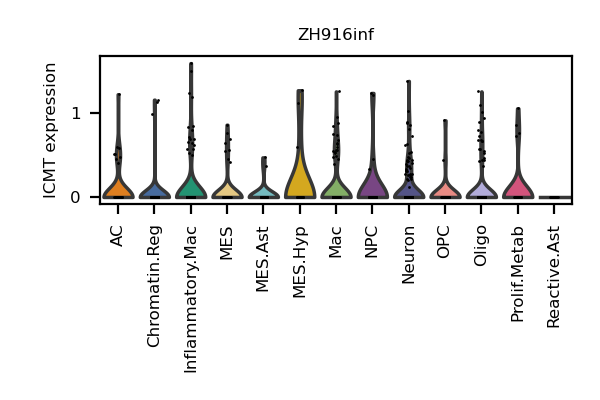 ZH916inf
ICMT expression
1
0
AC
Chromatin.Reg
Inflammatory.Mac
MES
MES.Ast
MES.Hyp
Mac
NPC
Neuron
OPC
Oligo
Prolif.Metab
Reactive.Ast